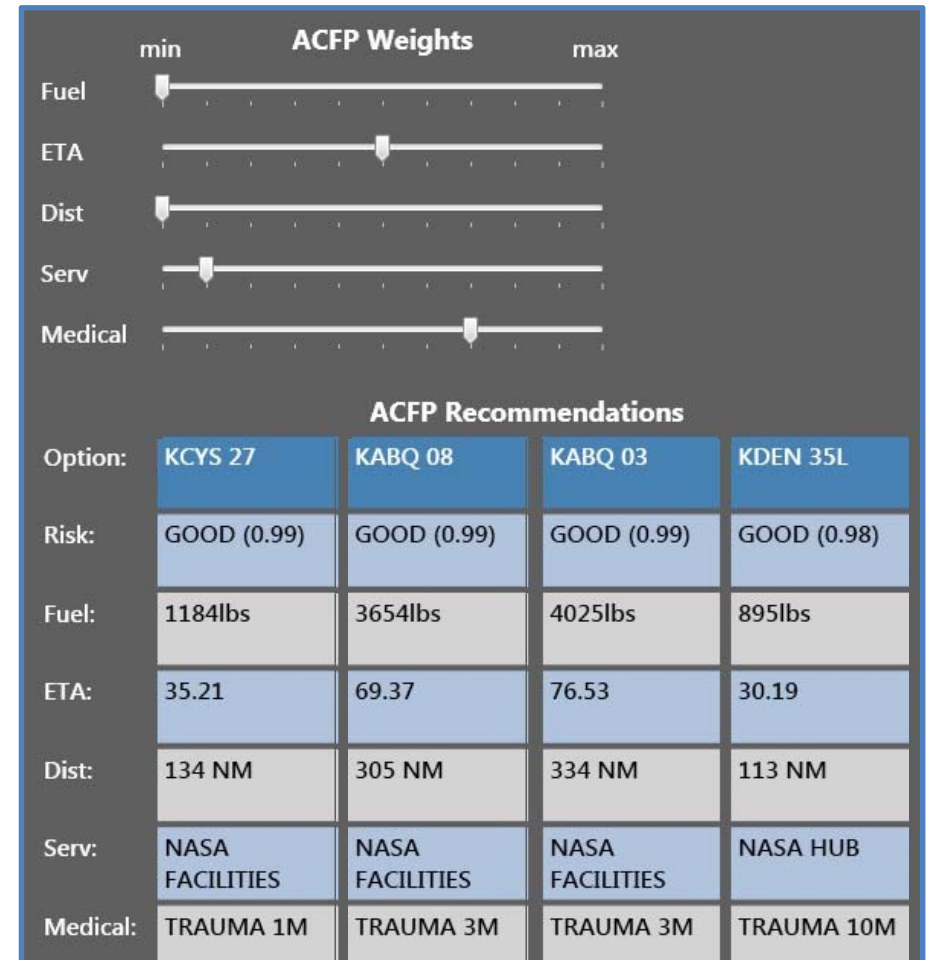 ACFP Weights
min max
Fuel
ETA
Dist
Serv
Medical
ACFP Recommendations
Option: KCYS 27 KABQ 08 KABQ 03 KDEN 35L
Risk: GOOD (0.99) GOOD (0.99) GOOD (0.99) GOOD (0.98)
Fuel: 1184lbs 3654lbs 4025lbs 895lbs
ETA: 35.21 69.37 76.53 30.19
Dist: 134 NM 305 NM 334 NM 113 NM
Serv: NASA FACILITIES NASA FACILITIES NASA FACILITIES NASA HUB
Medical: TRAUMA 1M TRAUMA 3M TRAUMA 3M TRAUMA 10M